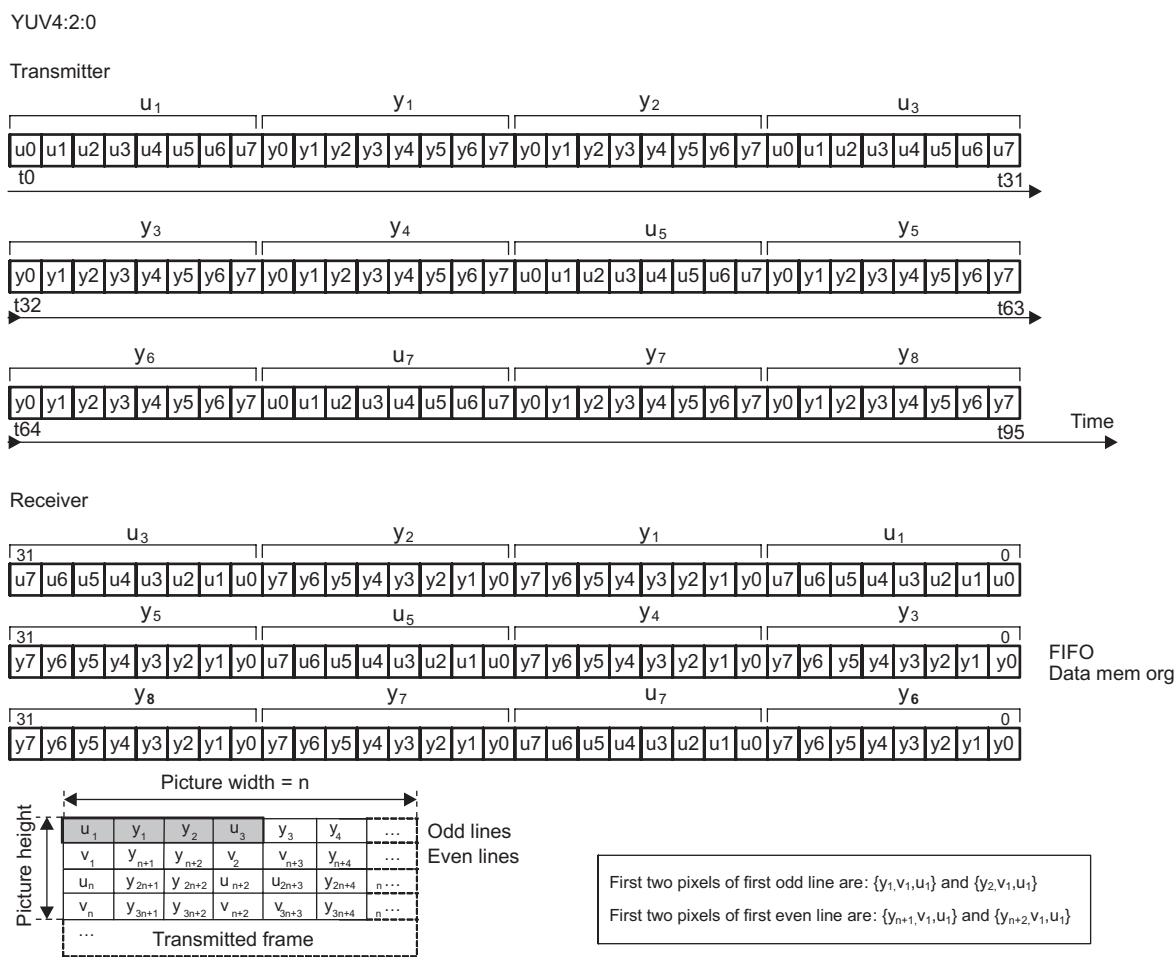 YUV4:2:0
Transmitter
u1 y1 y2 u3
u0 u1 u2 u3 u4 u5 u6 u7 y0 y1 y2 y3 y4 y5 y6 y7 y0 y1 y2 y3 y4 y5 y6 y7 u0 u1 u2 u3 u4 u5 u6 u7
t0 t31
y3 y4 u5 y5
y0 y1 y2 y3 y4 y5 y6 y7 y0 y1 y2 y3 y4 y5 y6 y7 u0 u1 u2 u3 u4 u5 u6 u7 y0 y1 y2 y3 y4 y5 y6 y7
t32 t63
y6 u7 y7 y8
y0 y1 y2 y3 y4 y5 y6 y7 u0 u1 u2 u3 u4 u5 u6 u7 y0 y1 y2 y3 y4 y5 y6 y7 y0 y1 y2 y3 y4 y5 y6 y7
t64 t95 Time
Receiver
u3 y2 y1 u1
31 0
u7 u6 u5 u4 u3 u2 u1 u0 y7 y6 y5 y4 y3 y2 y1 y0 y7 y6 y5 y4 y3 y2 y1 y0 u7 u6 u5 u4 u3 u2 u1 u0
y5 u5 y4 y3
31 0
y7 y6 y5 y4 y3 y2 y1 y0 u7 u6 u5 u4 u3 u2 u1 u0 y7 y6 y5 y4 y3 y2 y1 y0 y7 y6 y5 y4 y3 y2 y1 y0
FIFO
Data mem org
y8 y7 u7 y6
31 0
y7 y6 y5 y4 y3 y2 y1 y0 y7 y6 y5 y4 y3 y2 y1 y0 u7 u6 u5 u4 u3 u2 u1 u0 y7 y6 y5 y4 y3 y2 y1 y0
Picture width = n
Picture height
u1 y1 y2 u3 y3 y4 ... Odd lines
v1 yn+1 yn+2 v2 vn+3 yn+4 ... Even lines
un y2n+1 y2n+2 un+2 u2n+3 y2n+4 n...
vn y3n+1 y3n+2 vn+2 v3n+3 y3n+4 n...
... Transmitted frame
First two pixels of first odd line are: {y1,v1,u1} and {y2,v1,u1}
First two pixels of first even line are: {yn+1,v1,u1} and {yn+2,v1,u1}